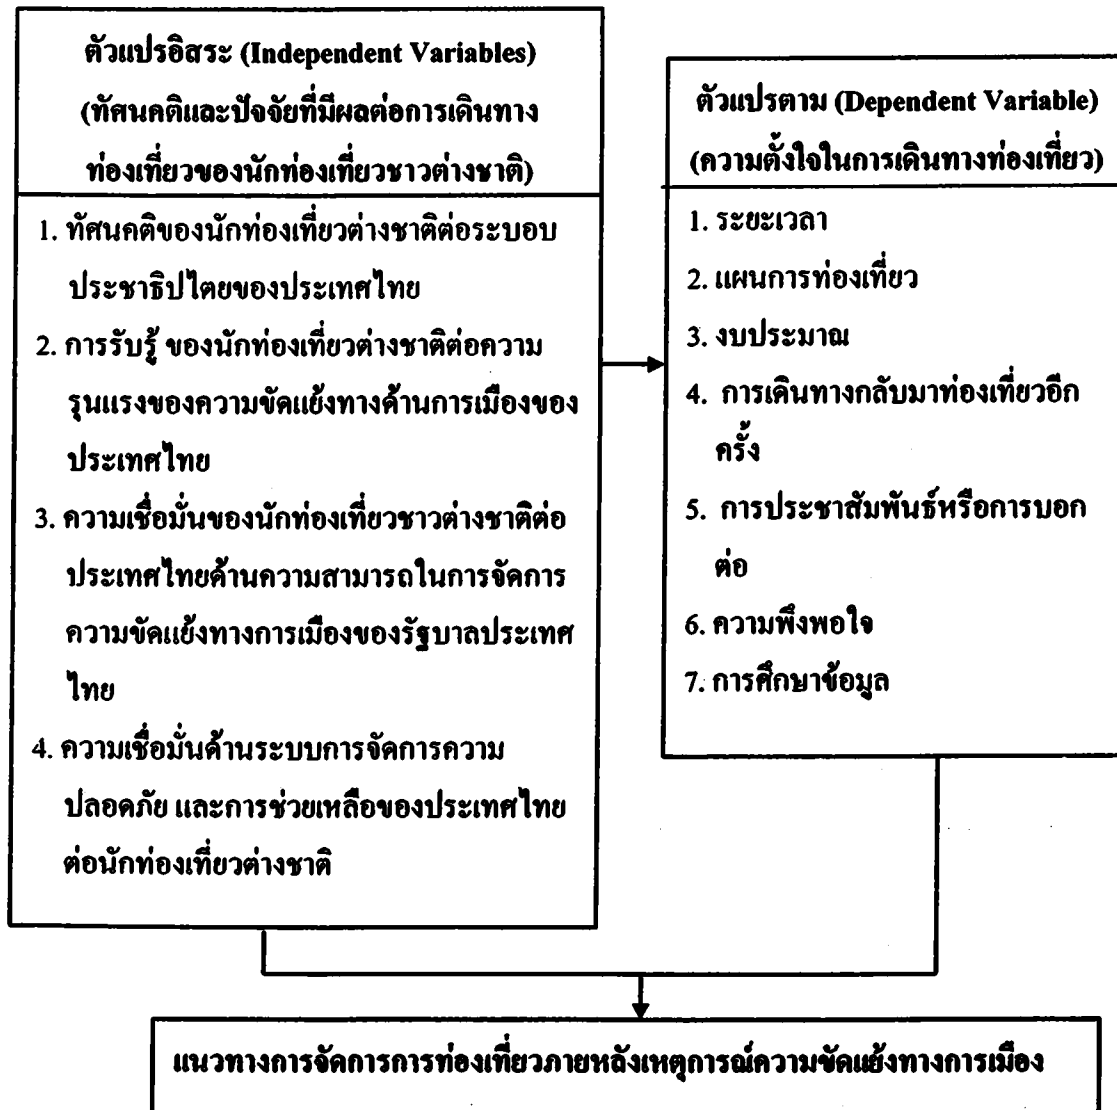 ตัวแปรอิสระ (Independent Variables)
(ทัศนคติและปัจจัยที่มีผลต่อการเดินทาง
ท่องเที่ยวของนักท่องเที่ยวชาวต่างชาติ)
1. ทัศนคติของนักท่องเที่ยวต่างชาติต่อระบอบ
ประชาธิปไตยของประเทศไทย
2. การรับรู้ ของนักท่องเที่ยวต่างชาติต่อความ
รุนแรงของความขัดแย้งทางด้านการเมืองของ
ประเทศไทย
3. ความเชื่อมั่นของนักท่องเที่ยวชาวต่างชาติต่อ
ประเทศไทยด้านความสามารถในการจัดการ
ความขัดแย้งทางการเมืองของรัฐบาลประเทศ
ไทย
4. ความเชื่อมั่นด้านระบบการจัดการความ
ปลอดภัย และการช่วยเหลือของประเทศไทย
ต่อนักท่องเที่ยวต่างชาติ
ตัวแปรตาม (Dependent Variable)
(ความตั้งใจในการเดินทางท่องเที่ยว)
1. ระยะเวลา
2. แผนการท่องเที่ยว
3. งบประมาณ
4. การเดินทางกลับมาท่องเที่ยวอีก
ครั้ง
5. การประชาสัมพันธ์หรือการบอก
ต่อ
6. ความพึงพอใจ
7. การศึกษาข้อมูล
แนวทางการจัดการการท่องเที่ยวภายหลังเหตุการณ์ความขัดแย้งทางการเมือง